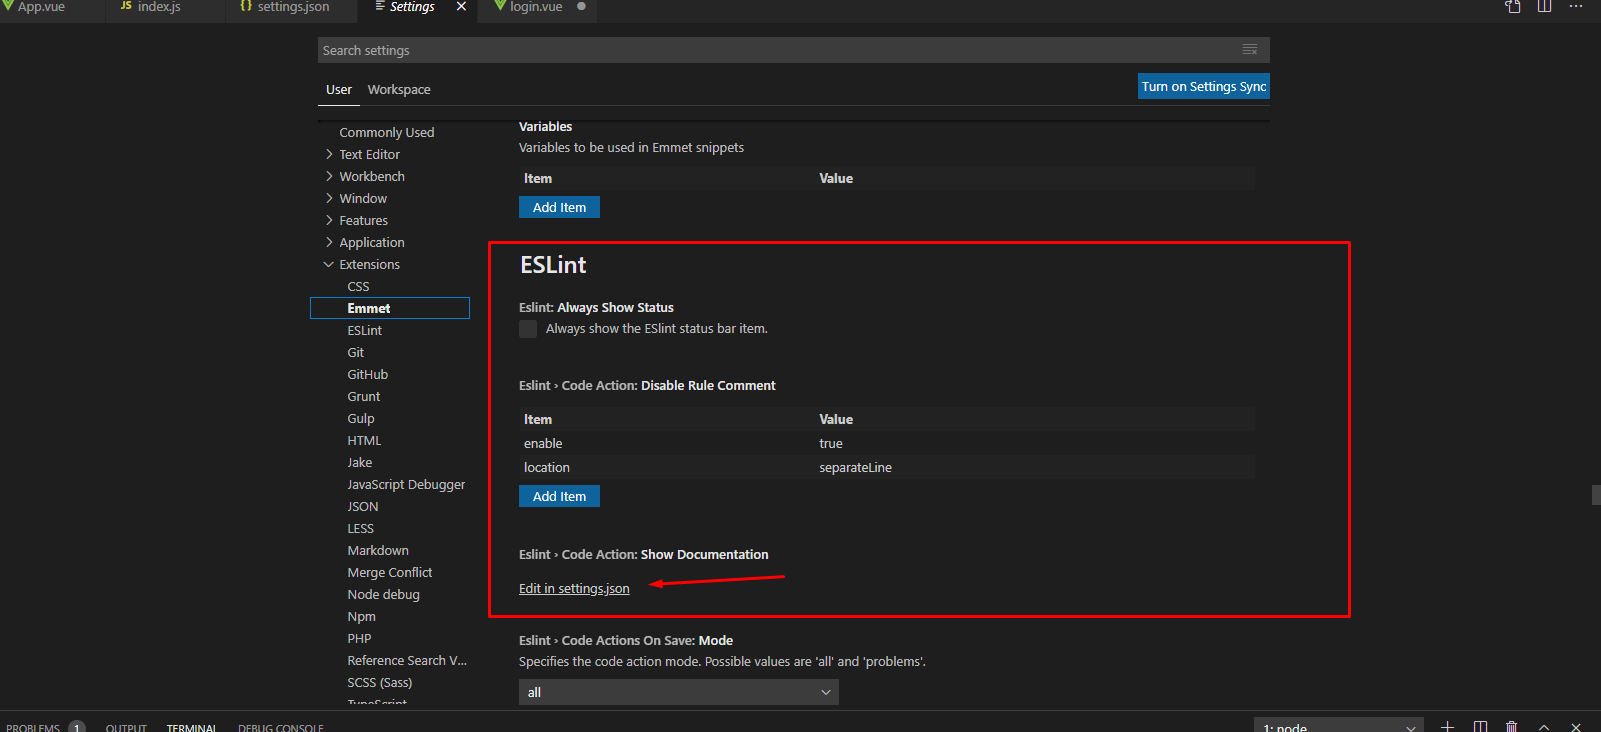 App.vue
JS index.js
{} settings.json
Settings
login.vue
Search settings
User
Workspace
Turn on Settings Sync
Commonly Used
Text Editor
Workbench
Window
Features
Application
Extensions
CSS
Emmet
ESLint
Git
GitHub
Grunt
Gulp
HTML
Jake
JavaScript Debugger
JSON
LESS
Markdown
Merge Conflict
Node debug
Npm
PHP
Reference Search V...
SCSS (Sass)
TypeScript
Variables
Variables to be used in Emmet snippets
Item Value
Add Item
ESLint
Eslint: Always Show Status
Always show the ESlint status bar item.
Eslint › Code Action: Disable Rule Comment
Item Value
enable true
location separateLine
Add Item
Eslint › Code Action: Show Documentation
Edit in settings.json
Eslint › Code Actions On Save: Mode
Specifies the code action mode. Possible values are 'all' and 'problems'.
all
PROBLEMS 1 OUTPUT TERMINAL DEBUG CONSOLE
1: node